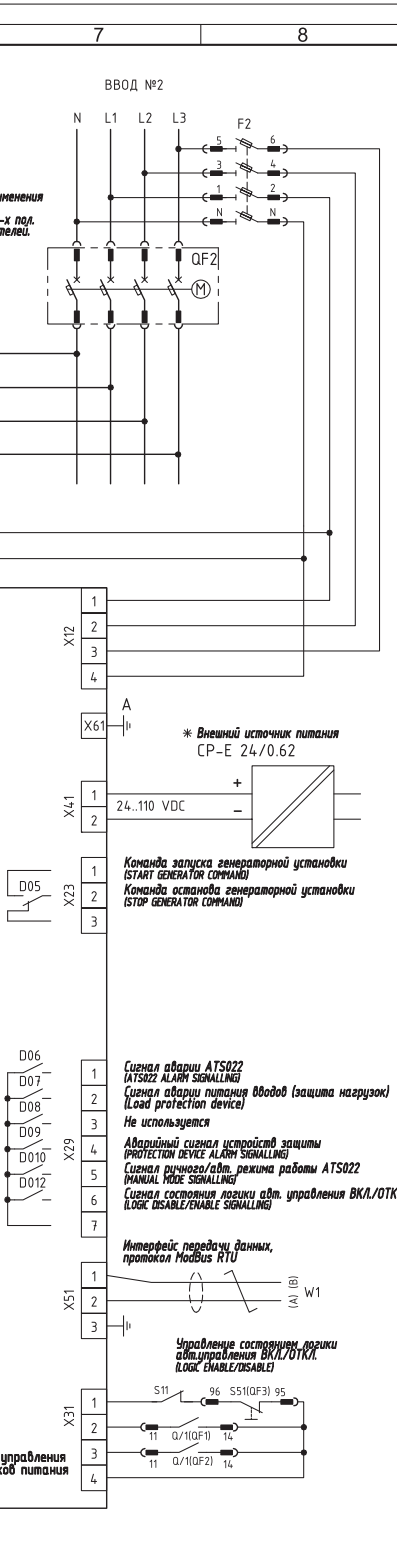 7 8
ВВОД №2
N L1 L2 L3
F2
5 6
3 4
1 2
N N
именения
-х пол.
телей.
QF2
M
X12
1
2
3
4
X61
A
* Внешний источник питания
CP-E 24/0.62
X41
1
2
24..110 VDC
+
−
D05
X23
1
2
3
Команда запуска генераторной установки
(START GENERATOR COMMAND)
Команда останова генераторной установки
(STOP GENERATOR COMMAND)
D06
D07
D08
D09
D010
D012
X29
1
2
3
4
5
6
7
Сигнал аварии ATS022
(ATS022 ALARM SIGNALLING)
Сигнал аварии питания вводов (защита нагрузок)
(Load protection device)
Не используется
Аварийный сигнал устройств защиты
(PROTECTION DEVICE ALARM SIGNALLING)
Сигнал ручного/авт. режима работы ATS022
(MANUAL MODE SIGNALLING)
Сигнал состояния логики авт. управления ВКЛ./ОТК
(LOGIC DISABLE/ENABLE SIGNALLING)
Интерфейс передачи данных,
протокол ModBus RTU
X51
1
2
3
(A) (B)
W1
Управление состоянием логики
авт.управления ВКЛ./ОТКЛ.
(LOGIC ENABLE/DISABLE)
X31
1
2
3
4
S11 96 S51(QF3) 95
11 Q/1(QF1) 14
11 Q/1(QF2) 14
управления
ков питания